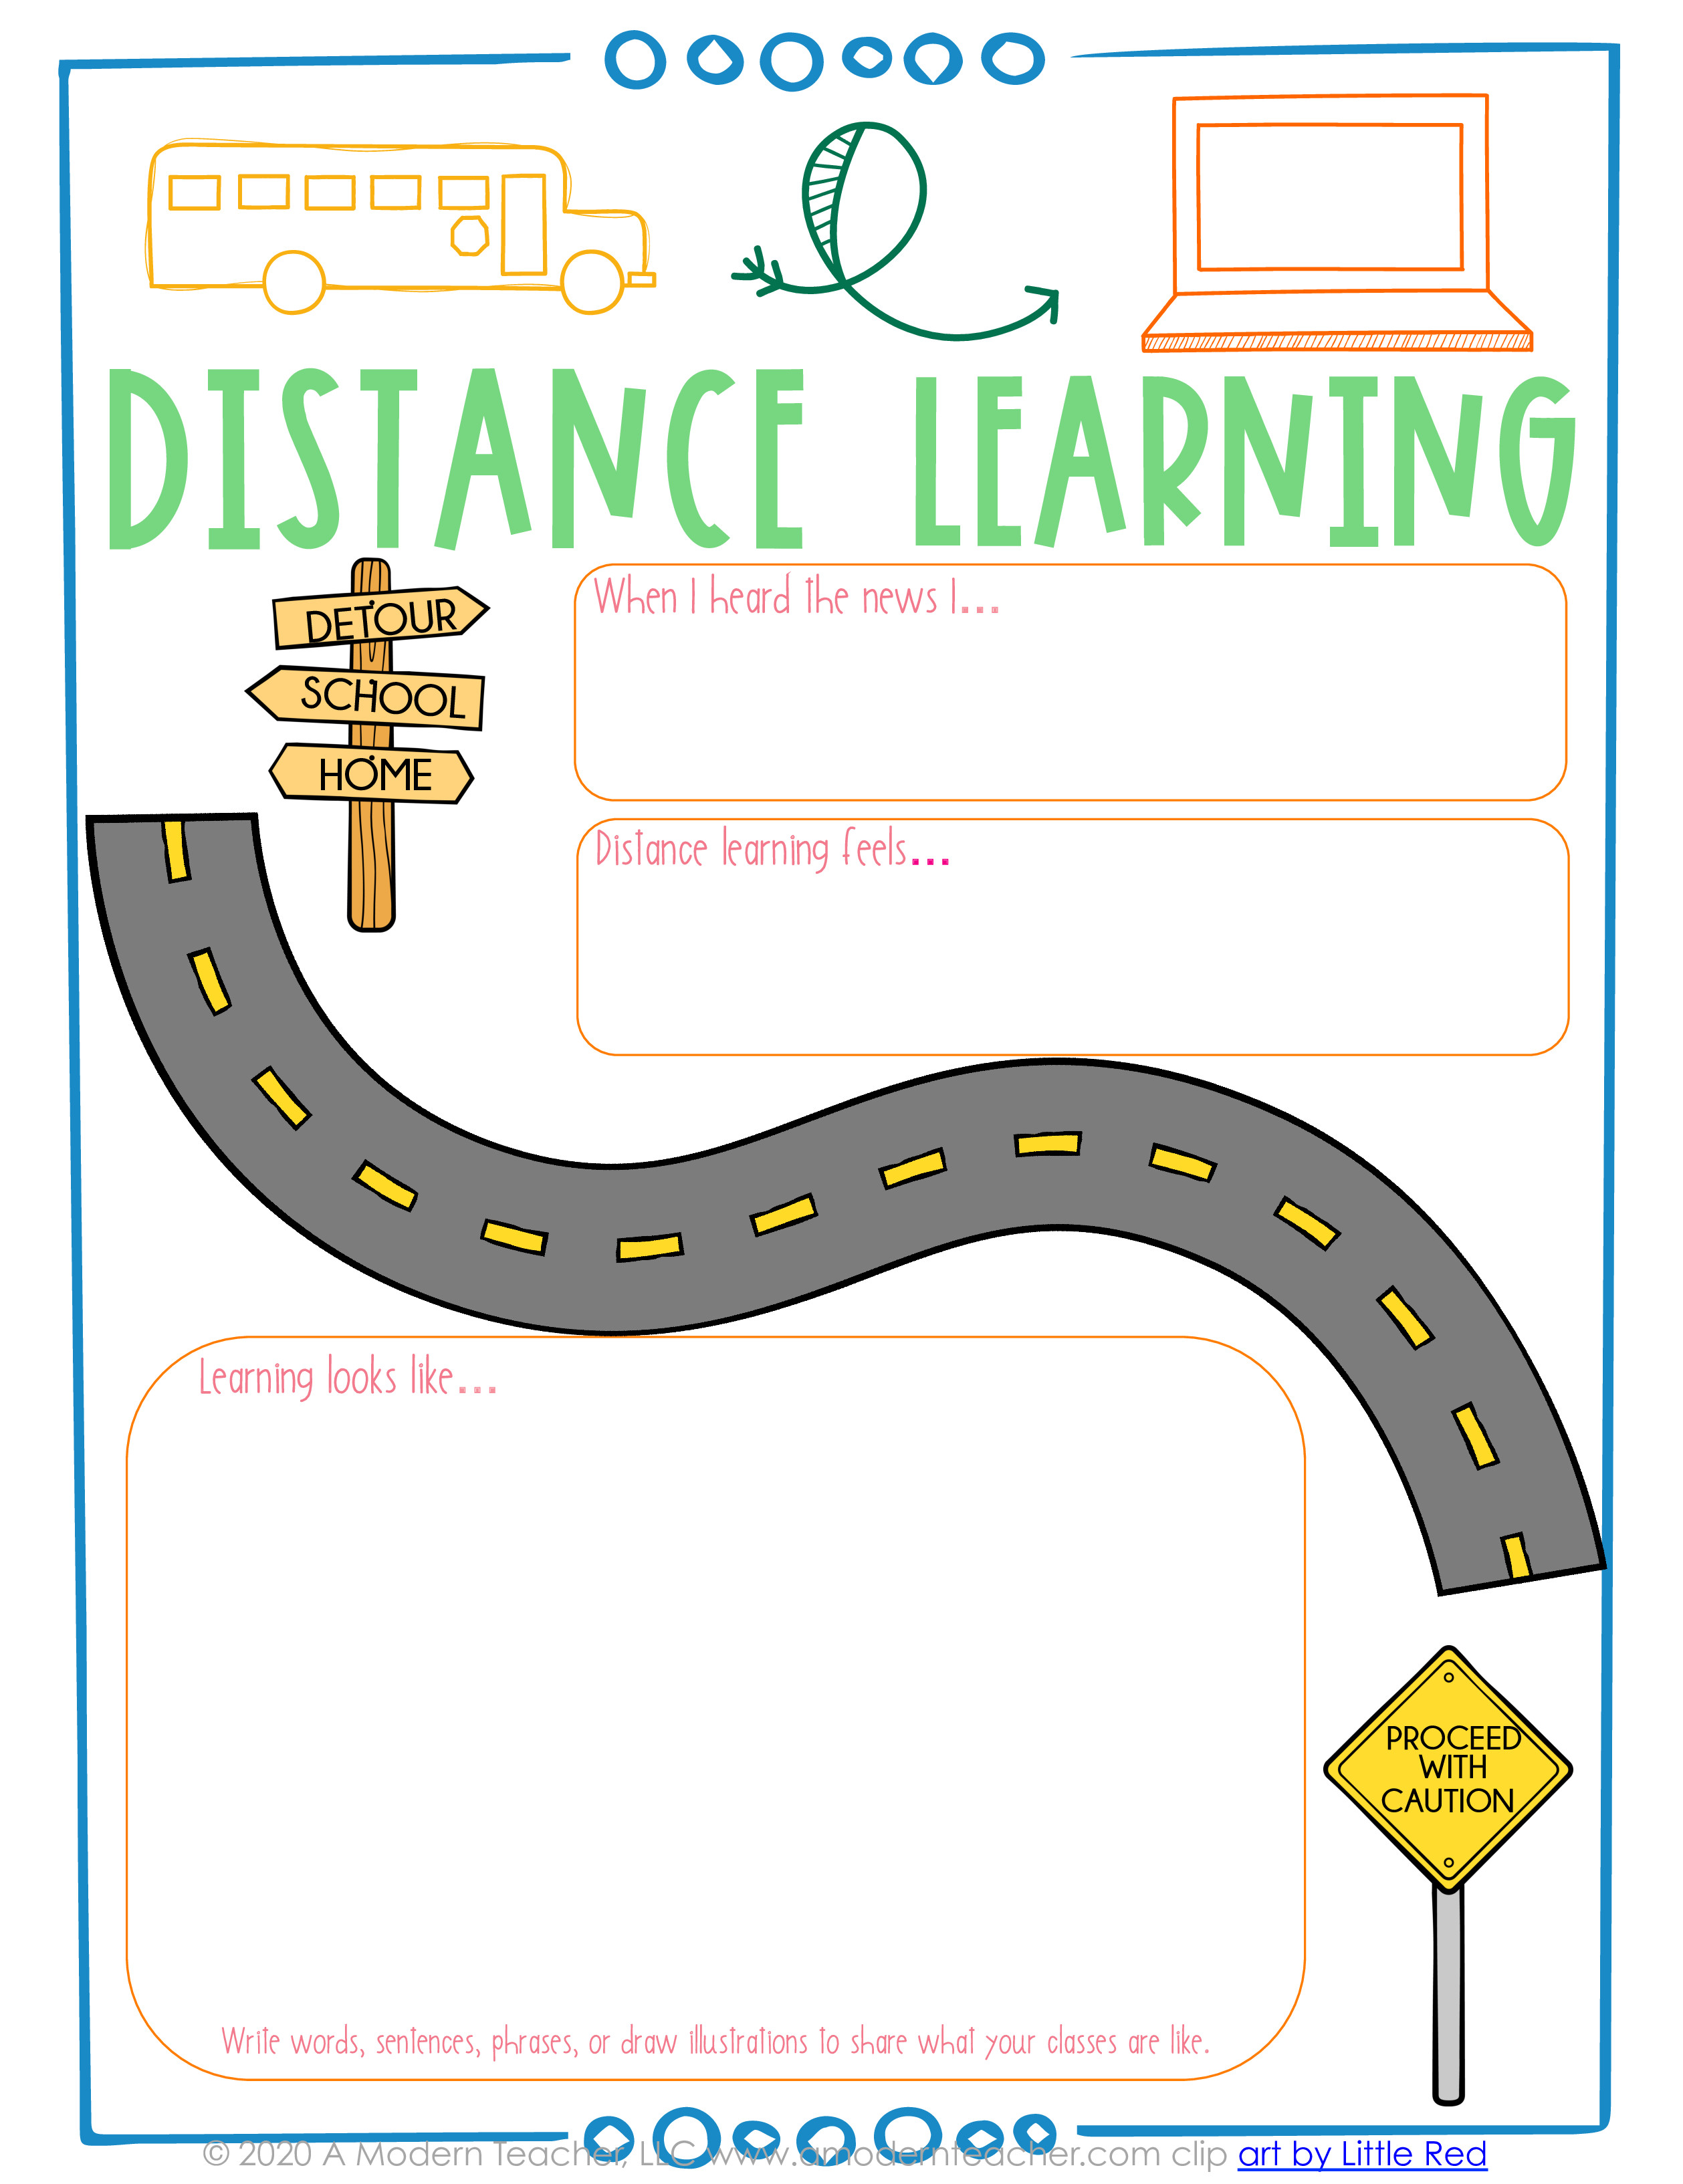 DISTANCE LEARNING
DETOUR
SCHOOL
HOME
When I heard the news I...
Distance learning feels...
Learning looks like...
Write words, sentences, phrases, or draw illustrations to share what your classes are like.
PROCEED
WITH
CAUTION
© 2020 A Modern Teacher, LLC www.amodernteacher.com clip art by Little Red